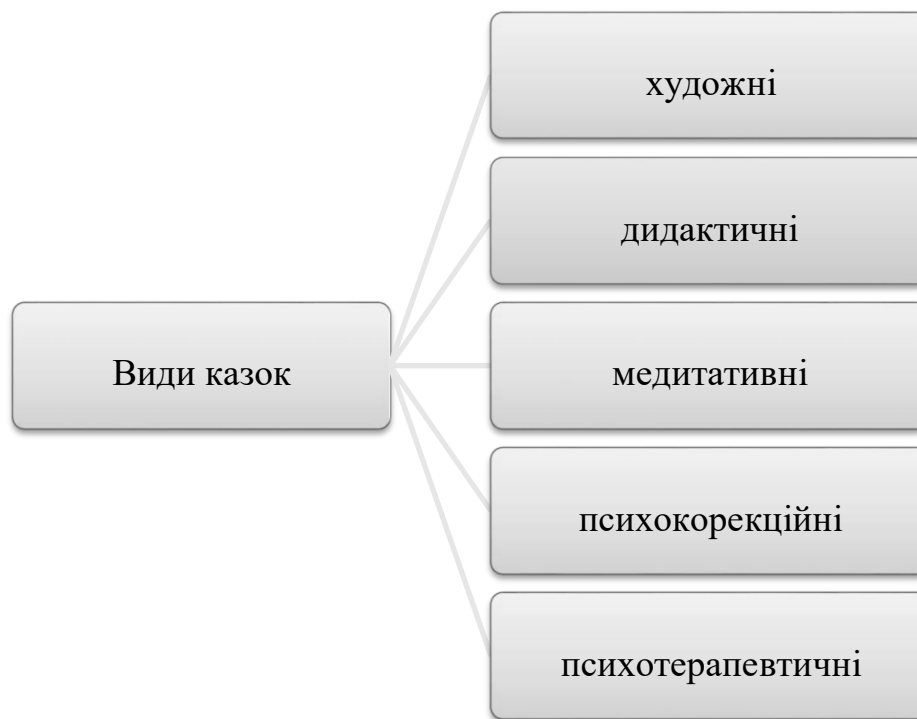 Види казок
художні
дидактичні
медитативні
психокорекційні
психотерапевтичні